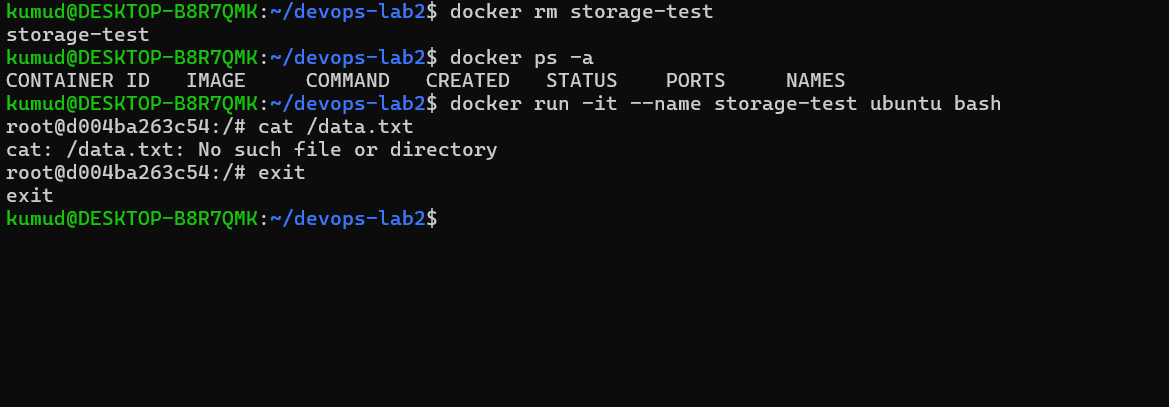 kumud@DESKTOP-B8R7QMK:~/devops-lab2$ docker rm storage-test
storage-test
kumud@DESKTOP-B8R7QMK:~/devops-lab2$ docker ps -a
CONTAINER ID   IMAGE     COMMAND   CREATED   STATUS    PORTS     NAMES
kumud@DESKTOP-B8R7QMK:~/devops-lab2$ docker run -it --name storage-test ubuntu bash
root@d004ba263c54:/# cat /data.txt
cat: /data.txt: No such file or directory
root@d004ba263c54:/# exit
exit
kumud@DESKTOP-B8R7QMK:~/devops-lab2$